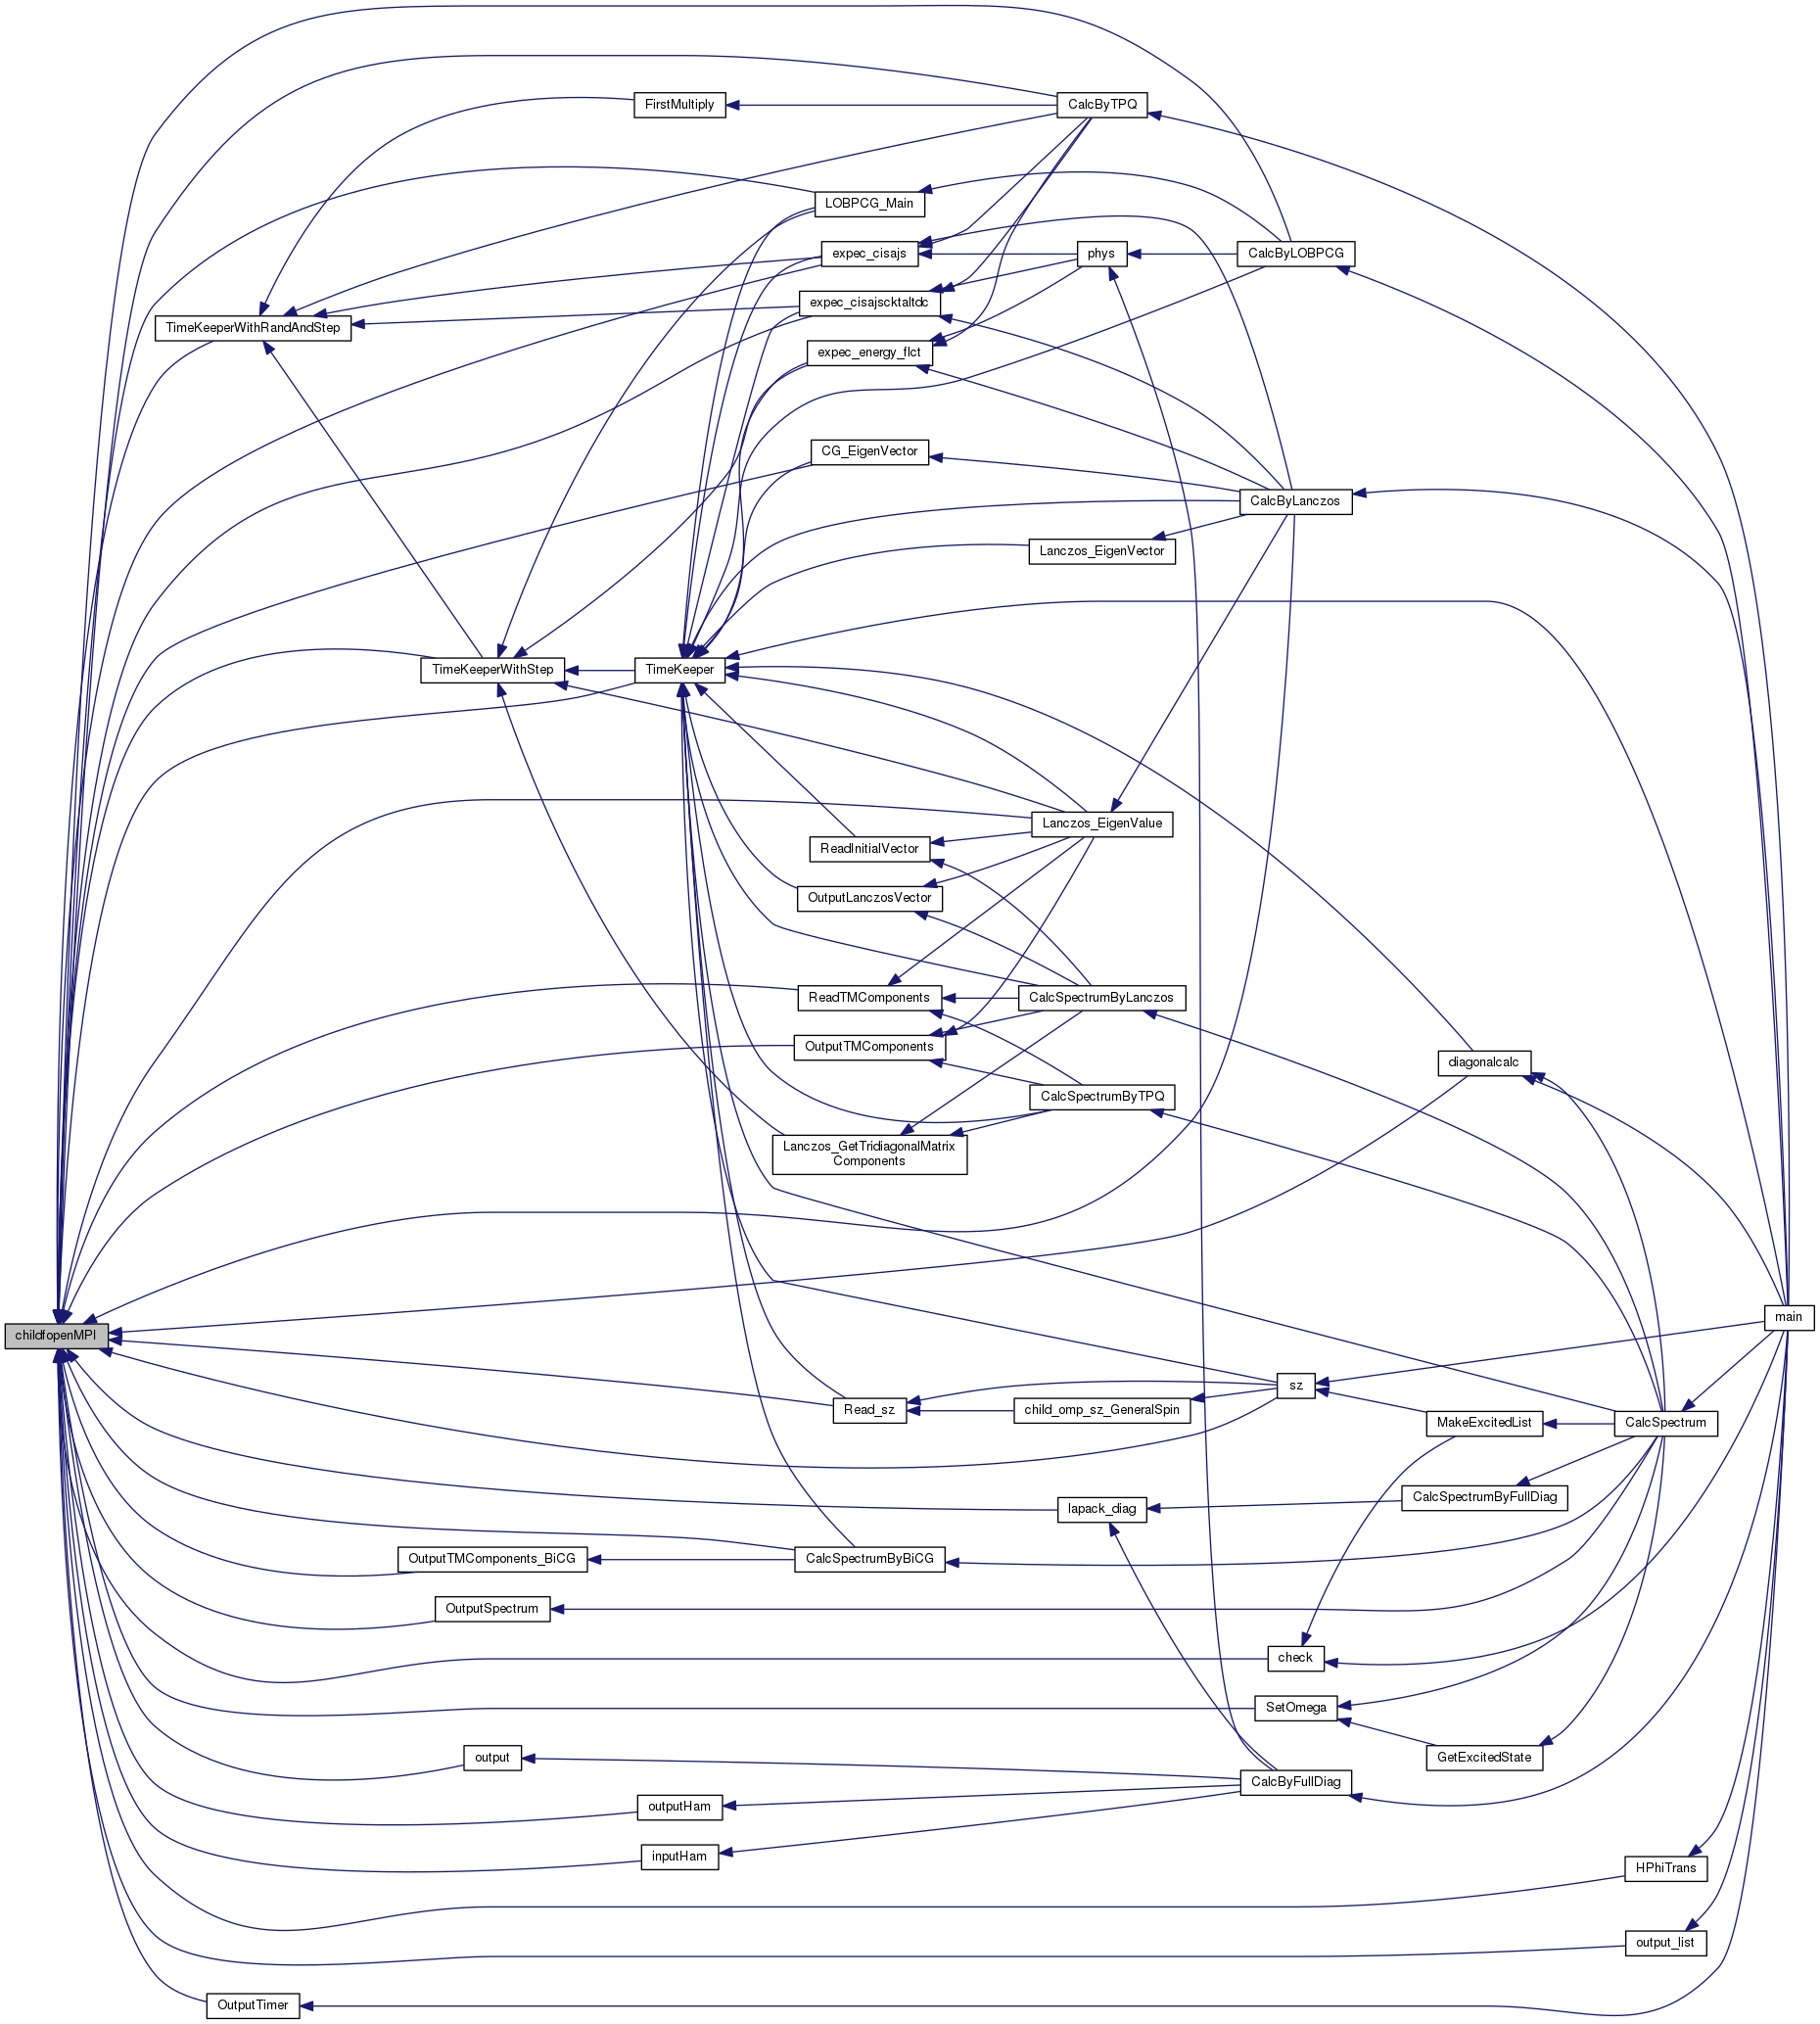 FirstMultiply
CalcByTPQ
LOBPCG_Main
expec_cisajs
phys
CalcByLOBPCG
expec_cisajscktaltdc
TimeKeeperWithRandAndStep
expec_energy_flct
CG_EigenVector
CalcByLanczos
Lanczos_EigenVector
TimeKeeperWithStep
TimeKeeper
Lanczos_EigenValue
ReadInitialVector
OutputLanczosVector
ReadTMComponents
CalcSpectrumByLanczos
OutputTMComponents
diagonalcalc
CalcSpectrumByTPQ
Lanczos_GetTridiagonalMatrix
Components
main
childfopenMPI
sz
Read_sz
child_omp_sz_GeneralSpin
MakeExcitedList
CalcSpectrum
CalcSpectrumByFullDiag
lapack_diag
OutputTMComponents_BiCG
CalcSpectrumByBiCG
OutputSpectrum
check
SetOmega
output
GetExcitedState
CalcByFullDiag
outputHam
inputHam
HPhiTrans
output_list
OutputTimer